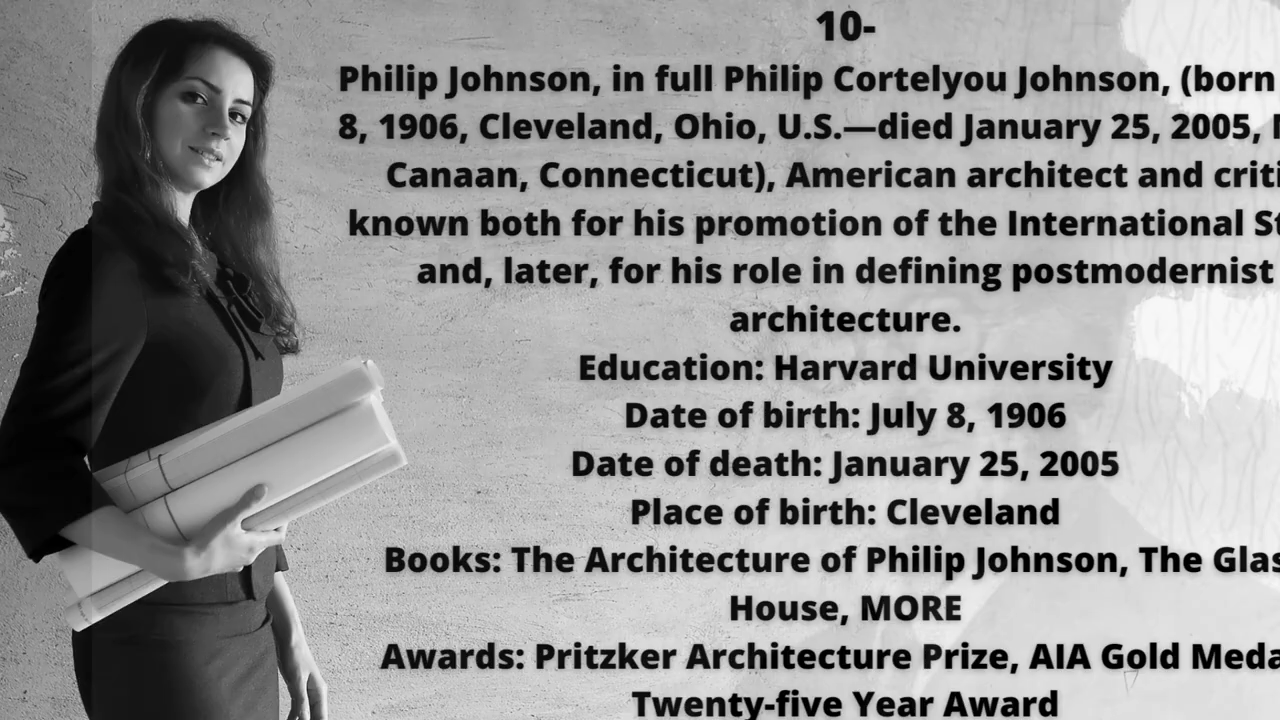 10-
Philip Johnson, in full Philip Cortelyou Johnson, (born
8, 1906, Cleveland, Ohio, U.S.—died January 25, 2005,
Canaan, Connecticut), American architect and criti
known both for his promotion of the International St
and, later, for his role in defining postmodernist
architecture.
Education: Harvard University
Date of birth: July 8, 1906
Date of death: January 25, 2005
Place of birth: Cleveland
Books: The Architecture of Philip Johnson, The Glas
House, MORE
Awards: Pritzker Architecture Prize, AIA Gold Meda
Twenty-five Year Award